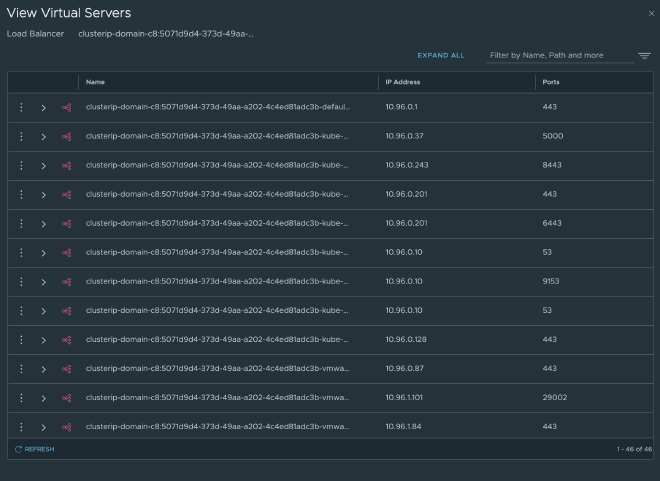 View Virtual Servers
Load Balancer clusterip-domain-c8:5071d9d4-373d-49aa-...
EXPAND ALL Filter by Name, Path and more
Name IP Address Ports
clusterip-domain-c8:5071d9d4-373d-49aa-a202-4c4ed81adc3b-defaul... 10.96.0.1 443
clusterip-domain-c8:5071d9d4-373d-49aa-a202-4c4ed81adc3b-kube-... 10.96.0.37 5000
clusterip-domain-c8:5071d9d4-373d-49aa-a202-4c4ed81adc3b-kube-... 10.96.0.243 8443
clusterip-domain-c8:5071d9d4-373d-49aa-a202-4c4ed81adc3b-kube-... 10.96.0.201 443
clusterip-domain-c8:5071d9d4-373d-49aa-a202-4c4ed81adc3b-kube-... 10.96.0.201 6443
clusterip-domain-c8:5071d9d4-373d-49aa-a202-4c4ed81adc3b-kube-... 10.96.0.10 53
clusterip-domain-c8:5071d9d4-373d-49aa-a202-4c4ed81adc3b-kube-... 10.96.0.10 9153
clusterip-domain-c8:5071d9d4-373d-49aa-a202-4c4ed81adc3b-kube-... 10.96.0.10 53
clusterip-domain-c8:5071d9d4-373d-49aa-a202-4c4ed81adc3b-kube-... 10.96.0.128 443
clusterip-domain-c8:5071d9d4-373d-49aa-a202-4c4ed81adc3b-vmwa... 10.96.0.87 443
clusterip-domain-c8:5071d9d4-373d-49aa-a202-4c4ed81adc3b-vmwa... 10.96.1.101 29002
clusterip-domain-c8:5071d9d4-373d-49aa-a202-4c4ed81adc3b-vmwa... 10.96.1.84 443
REFRESH 1 - 46 of 46